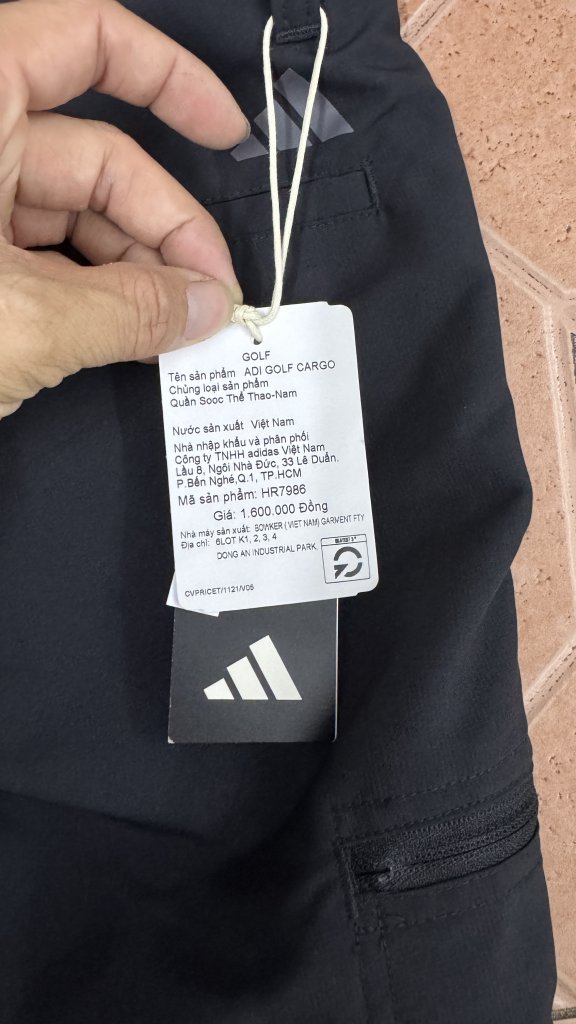 GOLF
Tên sản phẩm ADI GOLF CARGO
Chủng loại sản phẩm
Quần Sooc Thể Thao-Nam
Nước sản xuất Việt Nam
Nhà nhập khẩu và phân phối
Công ty TNHH adidas Việt Nam
Lầu 8, Ngôi Nhà Đức, 33 Lê Duẩn.
P.Bến Nghé,Q.1, TP.HCM
Mã sản phẩm: HR7986
Giá: 1.600.000 Đồng
Nhà máy sản xuất: BOWKER ( VIET NAM) GARMENT FTY
Địa chỉ: 6LOT K1, 2, 3, 4
DONG AN INDUSTRIAL PARK,
CVPRICET/1121/V05